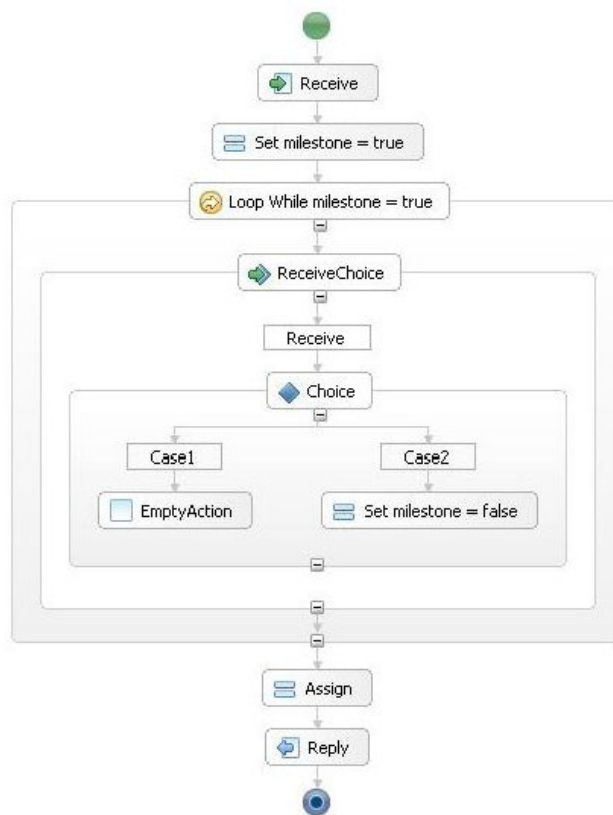 Receive
Set milestone = true
Loop While milestone = true
ReceiveChoice
Receive
Choice
Case1 Case2
EmptyAction Set milestone = false
Assign
Reply